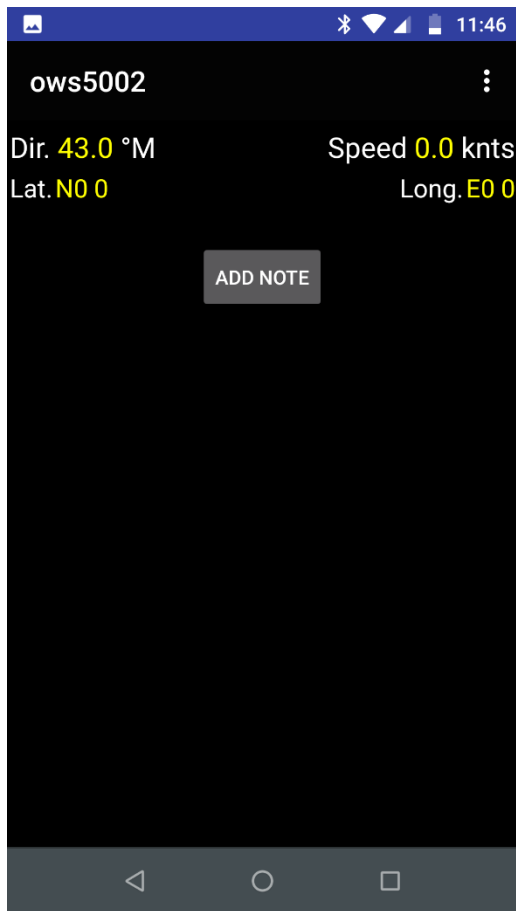 11:46
ows5002
Dir. 43.0 °M Speed 0.0 knts
Lat. N0 0 Long. E0 0
ADD NOTE